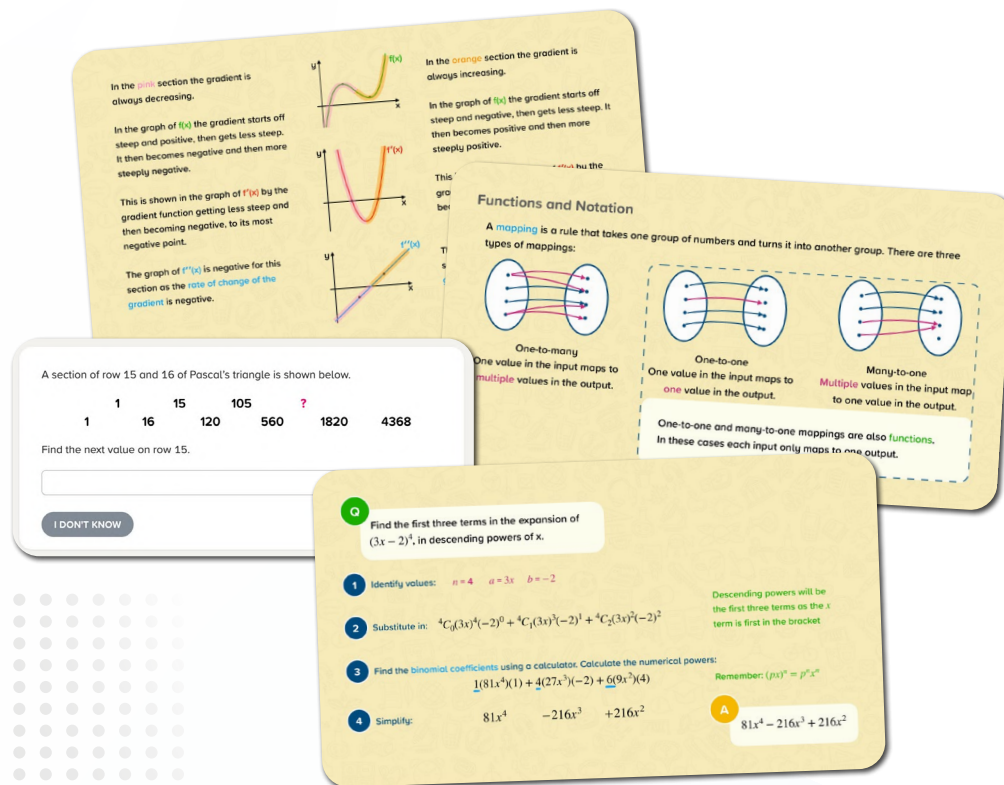 In the pink section the gradient is
always decreasing.
In the graph of f(x) the gradient starts off
steep and positive, then gets less steep.
It then becomes negative and then more
steeply negative.
This is shown in the graph of f'(x) by the
gradient function getting less steep and
then becoming negative, to its most
negative point.
The graph of f''(x) is negative for this
section as the rate of change of the
gradient is negative.
y
f(x)
x
y
f'(x)
x
y
f''(x)
x
In the orange section the gradient is
always increasing.
In the graph of f(x) the gradient starts off
steep and negative, then gets less steep. It
then becomes positive and then more
steeply positive.
This
by the
Functions and Notation
A mapping is a rule that takes one group of numbers and turns it into another group. There are three
types of mappings:
One-to-many
One value in the input maps to
multiple values in the output.
One-to-one
One value in the input maps to
one value in the output.
Many-to-one
Multiple values in the input map
to one value in the output.
One-to-one and many-to-one mappings are also functions.
In these cases each input only maps to one output.
A section of row 15 and 16 of Pascal's triangle is shown below.
1 15 105 ?
1 16 120 560 1820 4368
Find the next value on row 15.
I DON'T KNOW
Q
Find the first three terms in the expansion of
(3x − 2)⁴, in descending powers of x.
1 Identify values: n = 4 a = 3x b = −2
2 Substitute in: ⁴C₀(3x)⁴(−2)⁰ + ⁴C₁(3x)³(−2)¹ + ⁴C₂(3x)²(−2)²
Descending powers will be
the first three terms as the x
term is first in the bracket
3 Find the binomial coefficients using a calculator. Calculate the numerical powers:
1(81x⁴)(1) + 4(27x³)(−2) + 6(9x²)(4)
Remember: (px)ⁿ = pⁿxⁿ
4 Simplify: 81x⁴ −216x³ +216x²
A
81x⁴ − 216x³ + 216x²